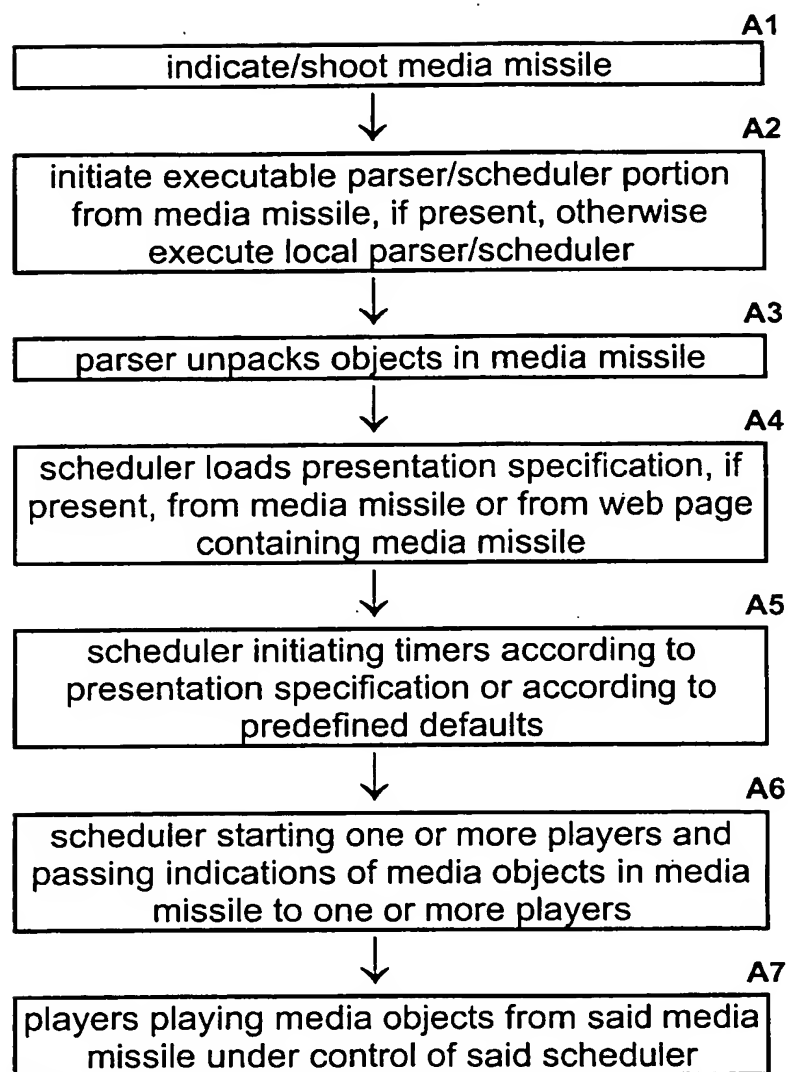 A1
indicate/shoot media missile
A2
initiate executable parser/scheduler portion
from media missile, if present, otherwise
execute local parser/scheduler
A3
parser unpacks objects in media missile
A4
scheduler loads presentation specification, if
present, from media missile or from web page
containing media missile
A5
scheduler initiating timers according to
presentation specification or according to
predefined defaults
A6
scheduler starting one or more players and
passing indications of media objects in media
missile to one or more players
A7
players playing media objects from said media
missile under control of said scheduler